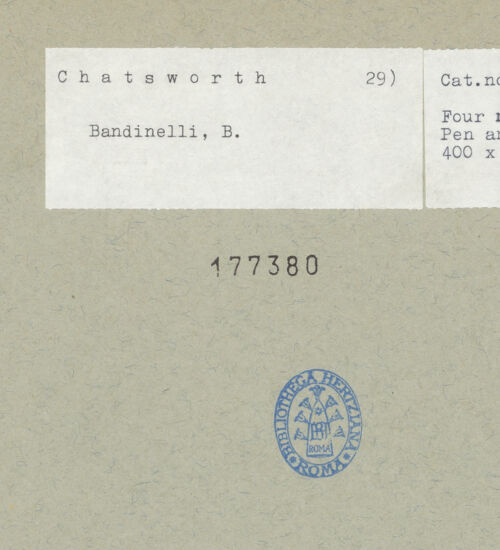 Chatsworth 29)
Bandinelli, B.
Cat.no
Four
Pen
400 x
177380
BIBLIOTHECA HERTZIANA
ROMA
ROMA